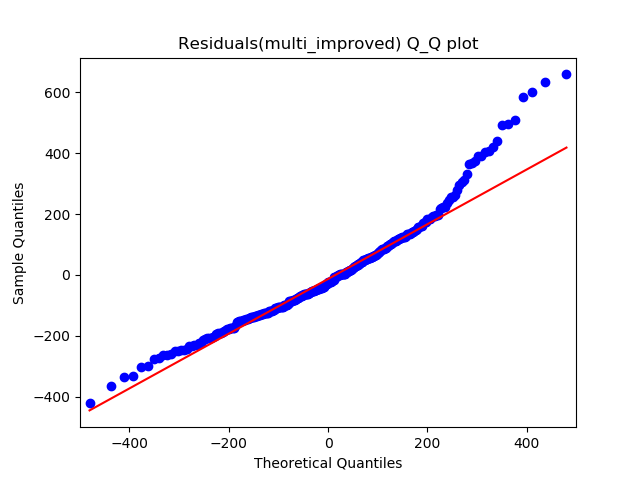 Residuals(multi_improved) Q_Q plot
600
400
200
0
−200
−400
Sample Quantiles
−400 −200 0 200 400
Theoretical Quantiles